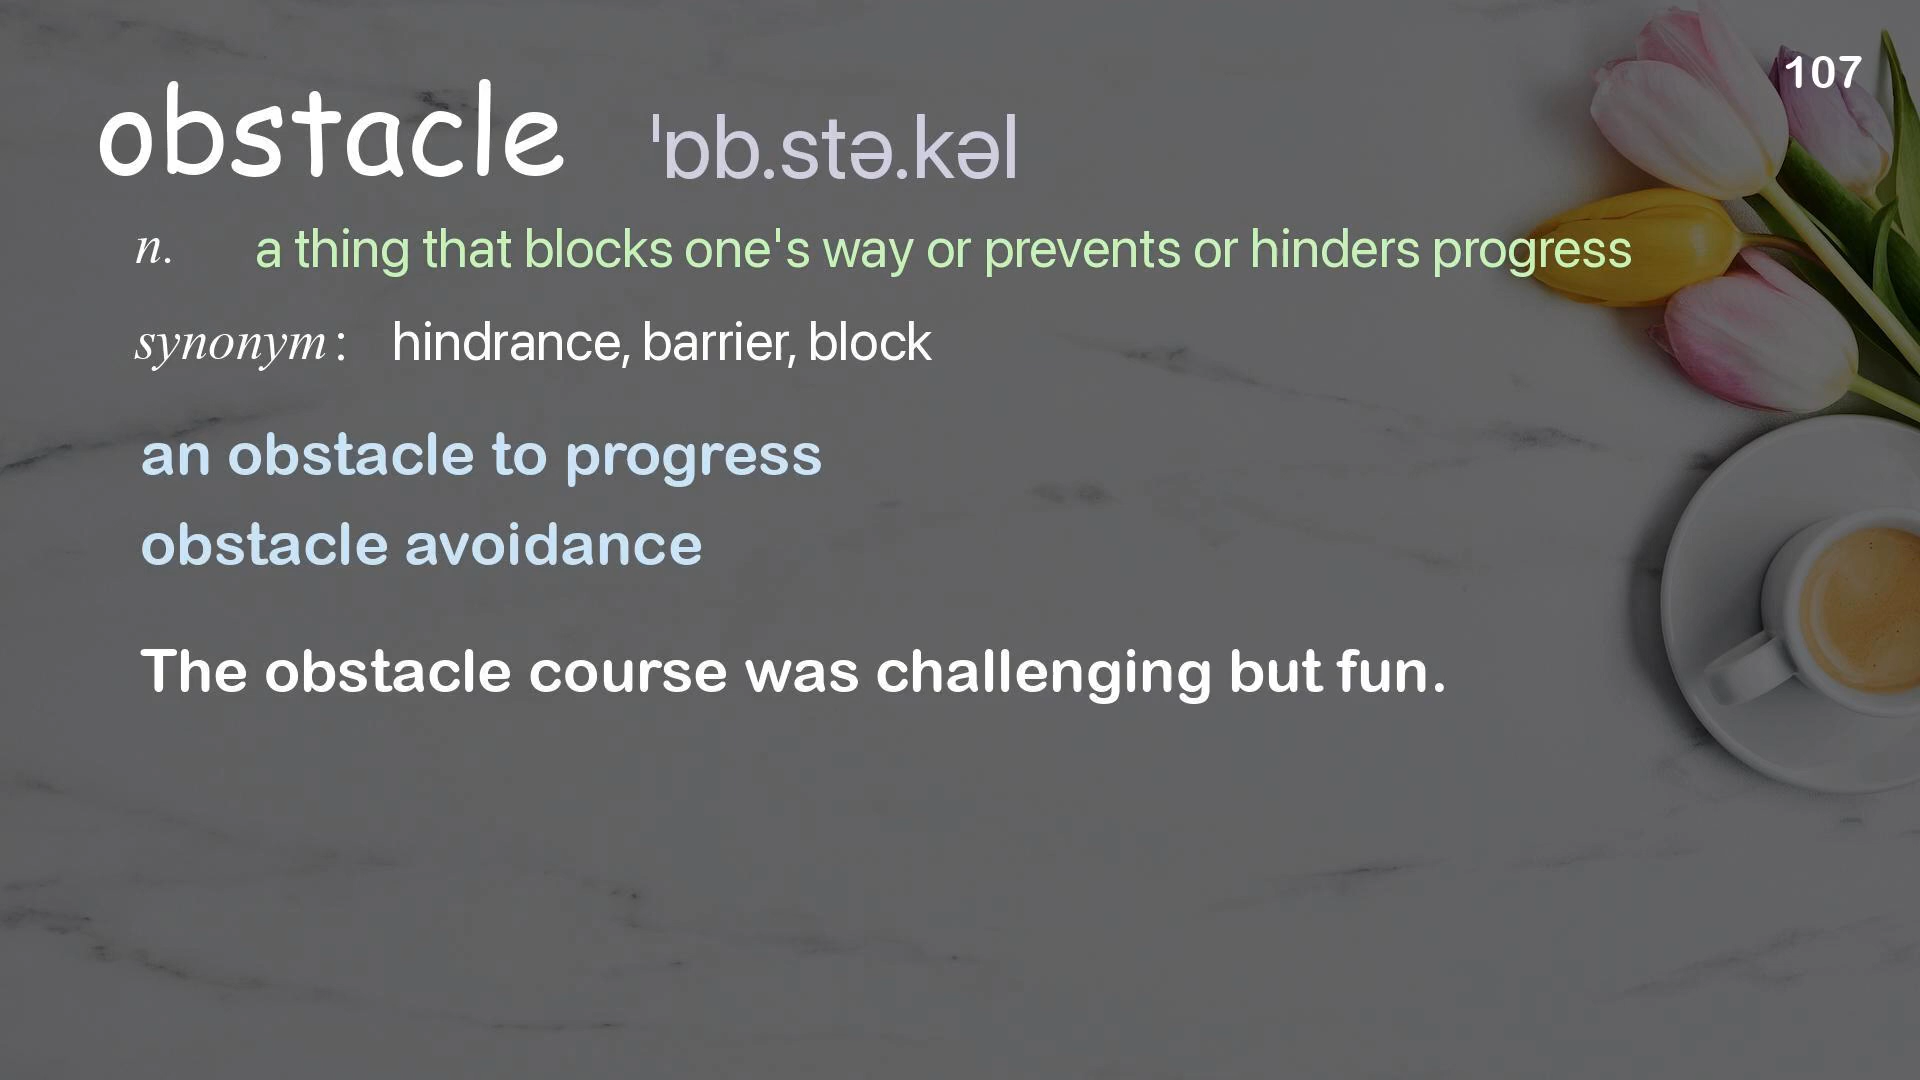 107
obstacle ˈɒb.stə.kəl
n. a thing that blocks one's way or prevents or hinders progress
synonym: hindrance, barrier, block
an obstacle to progress
obstacle avoidance
The obstacle course was challenging but fun.